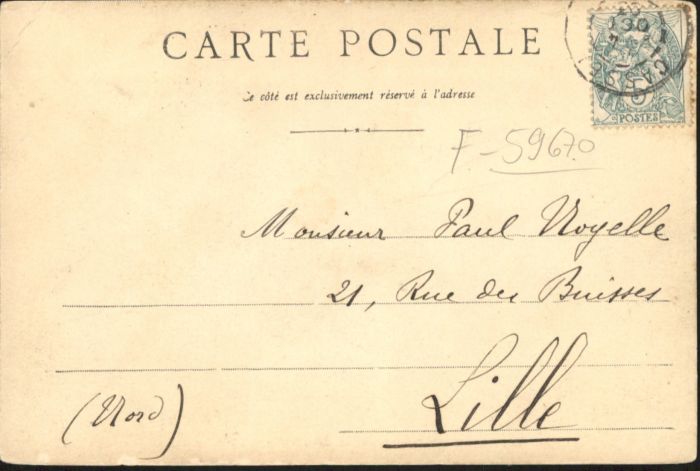 CARTE POSTALE
Ce côté est exclusivement réservé à l'adresse
5
POSTES
F-59670
Monsieur Paul Noyelle
21, Rue des Buisses
Lille
(Nord)